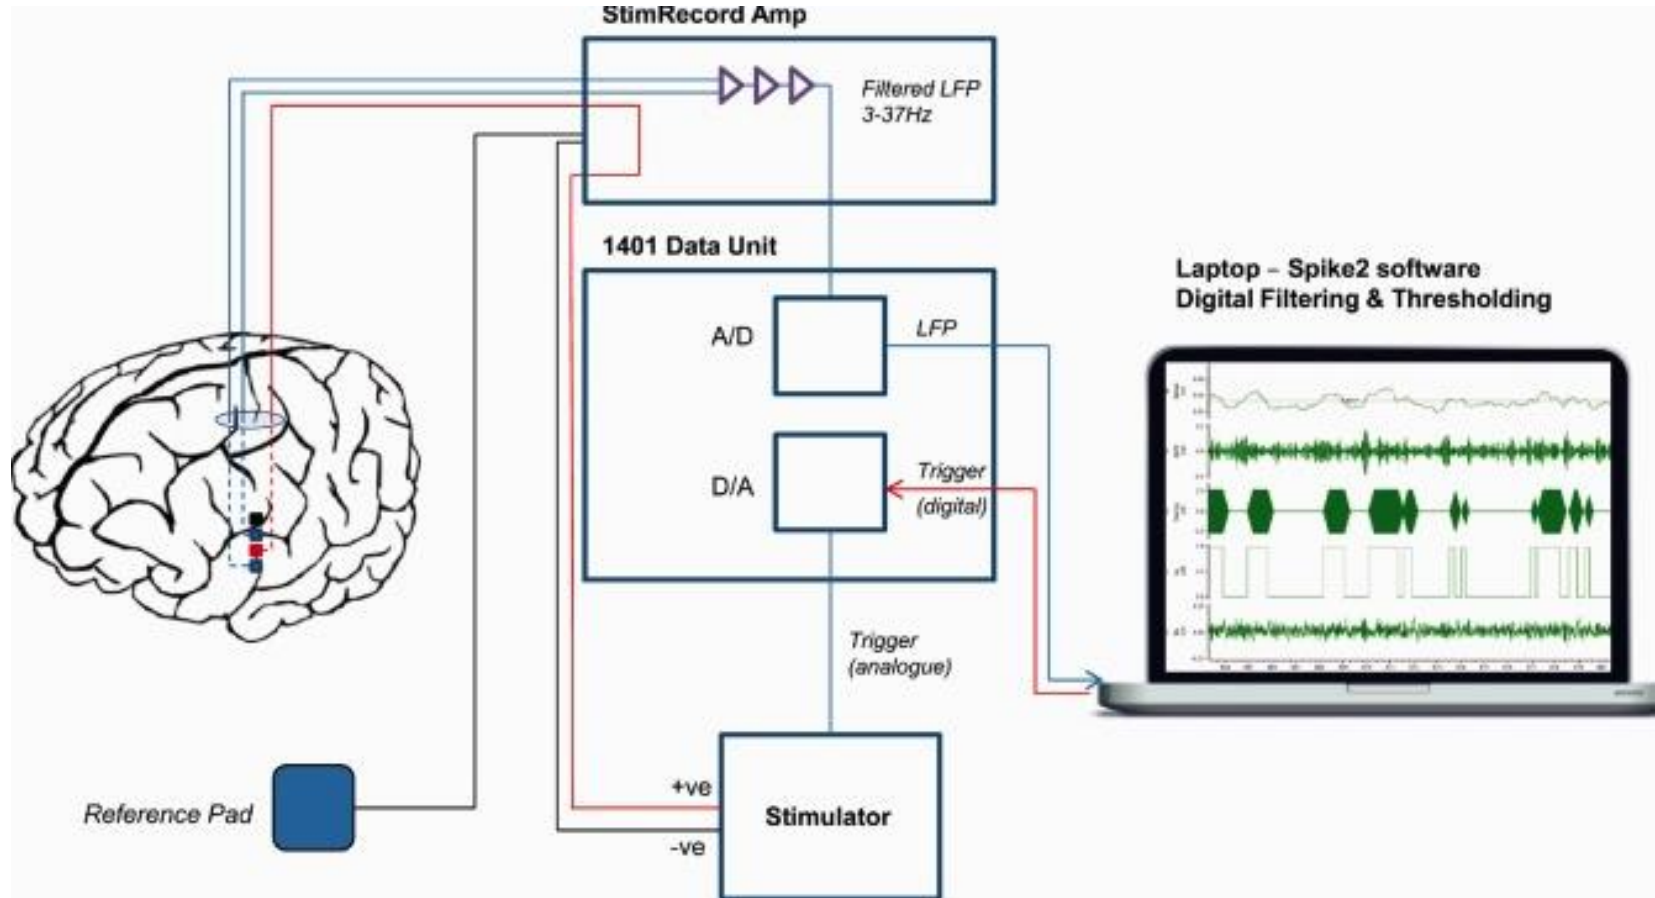 StimRecord Amp
Filtered LFP
3-37Hz
1401 Data Unit
A/D
LFP
D/A
Trigger
(digital)
Laptop – Spike2 software
Digital Filtering & Thresholding
Trigger
(analogue)
Reference Pad
+ve
Stimulator
-ve